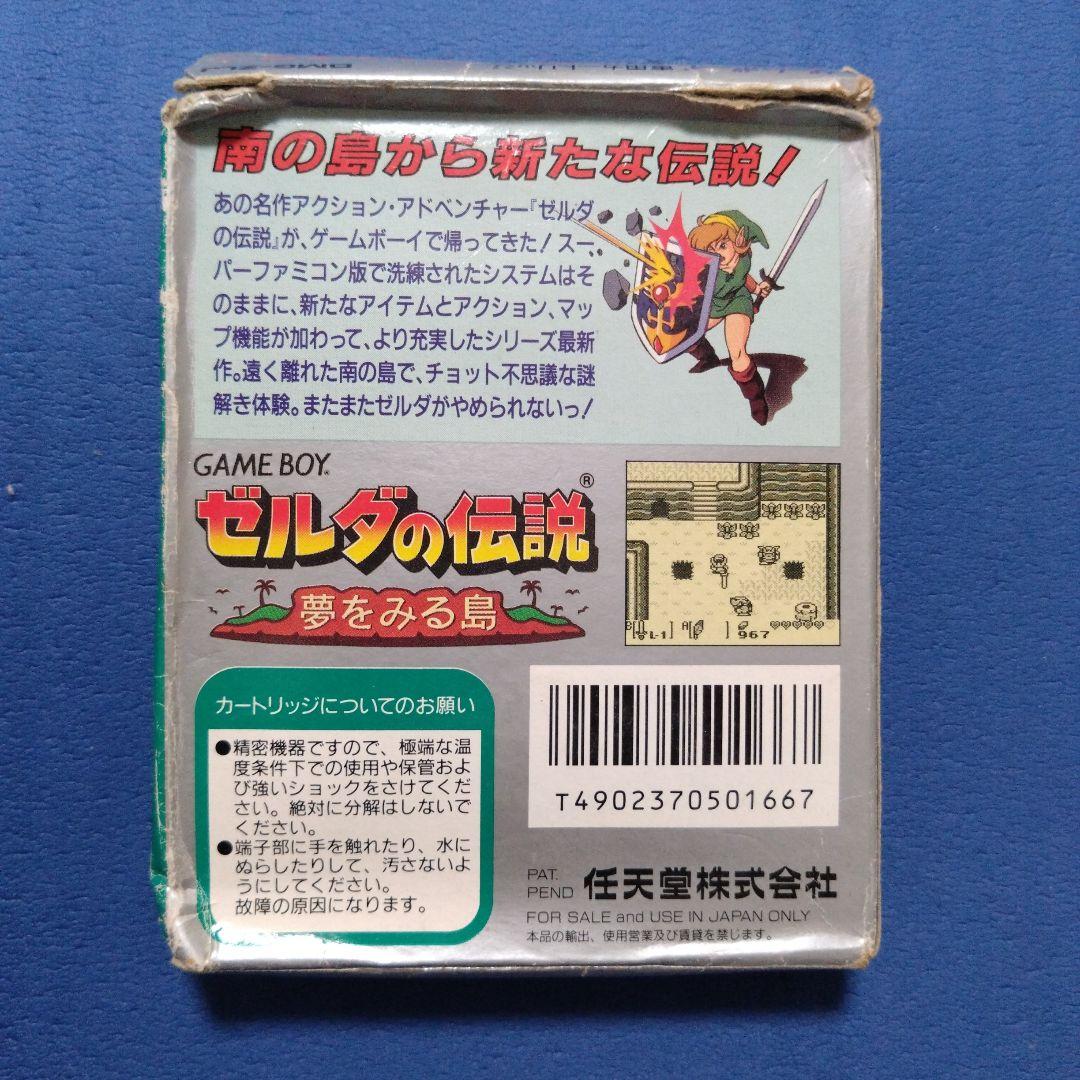 南の島から新たな伝説!
あの名作アクション・アドベンチャー『ゼルダ
の伝説』が、ゲームボーイで帰ってきた!スー
パーファミコン版で洗練されたシステムはそ
のままに、新たなアイテムとアクション、マッ
プ機能が加わって、より充実したシリーズ最新
作。遠く離れた南の島で、チョット不思議な謎
解き体験。またまたゼルダがやめられないっ!
GAME BOY
ゼルダの伝説®
夢をみる島
B L-1] A[ ] 967
カートリッジについてのお願い
●精密機器ですので、極端な温
度条件下での使用や保管およ
び強いショックをさけてくだ
さい。絶対に分解はしないで
ください。
●端子部に手を触れたり、水に
ぬらしたりして、汚さないよ
うにしてください。
故障の原因になります。
T4902370501667
PAT.
PEND 任天堂株式会社
FOR SALE and USE IN JAPAN ONLY
本品の輸出、使用営業及び賃貸を禁じます。